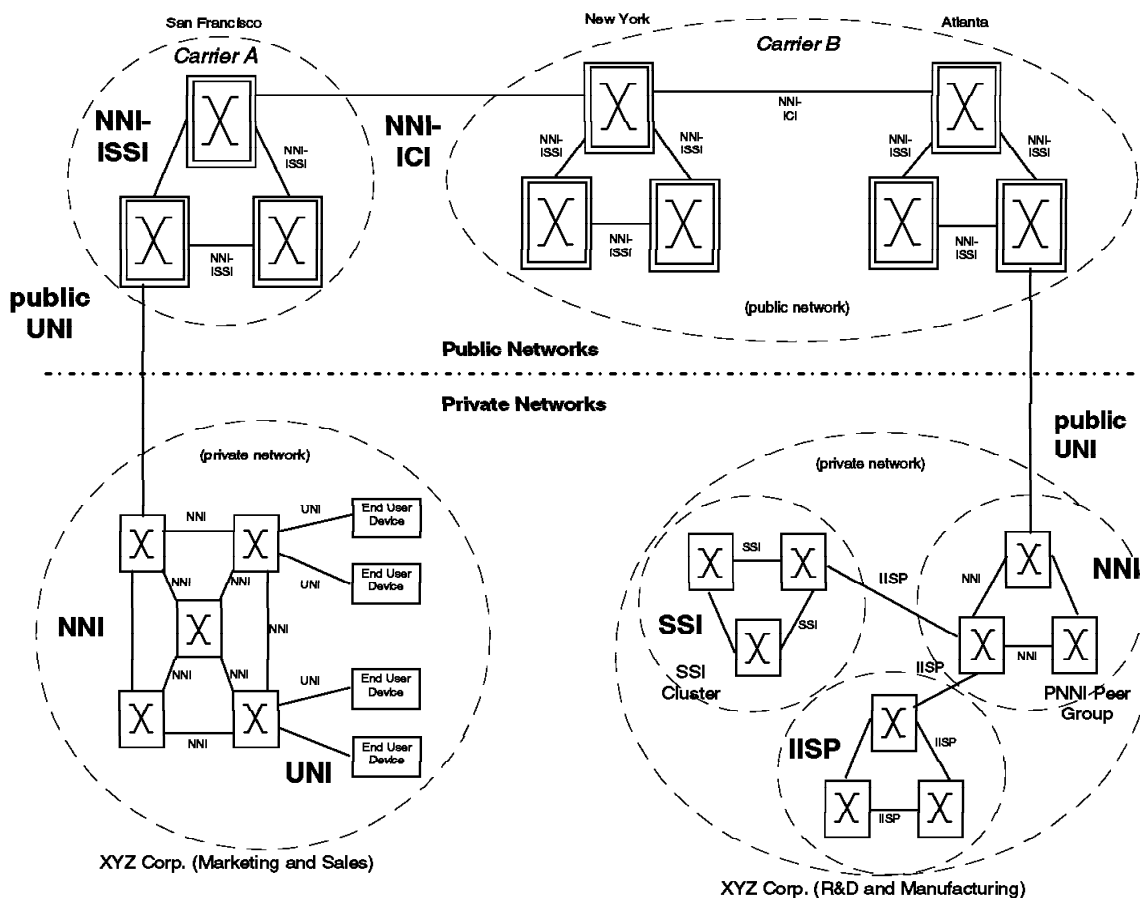 San Francisco
New York
Atlanta
Carrier A
Carrier B
NNI-
ISSI
NNI-
ISSI
NNI-
ISSI
NNI-
ICI
NNI-
ICI
NNI-
ISSI
NNI-
ISSI
NNI-
ISSI
NNI-
ISSI
NNI-
ISSI
NNI-
ISSI
(public network)
public
UNI
Public Networks
Private Networks
public
UNI
(private network)
NNI
NNI
NNI
NNI
NNI
NNI
NNI
NNI
UNI
End User
Device
UNI
End User
Device
UNI
End User
Device
UNI
End User
Device
UNI
XYZ Corp. (Marketing and Sales)
(private network)
SSI
SSI
SSI
SSI
Cluster
IISP
NNI
NNI
NNI
PNNI Peer
Group
IISP
IISP
IISP
IISP
XYZ Corp. (R&D and Manufacturing)